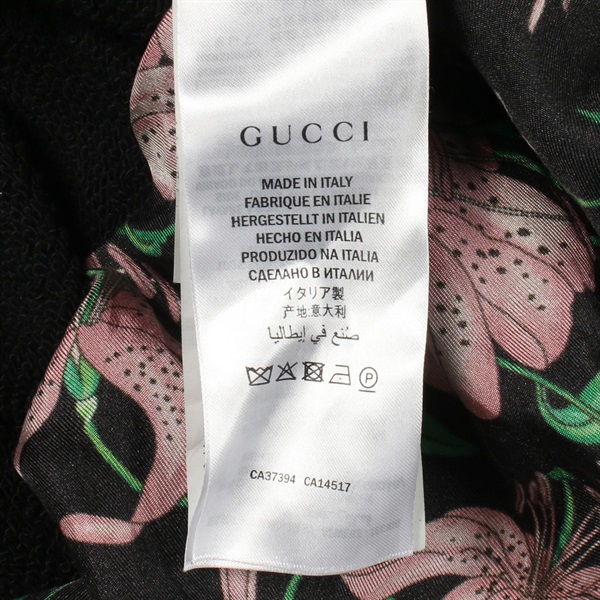 GUCCI
MADE IN ITALY
FABRIQUE EN ITALIE
HERGESTELLT IN ITALIEN
HECHO EN ITALIA
PRODUZIDO NA ITALIA
СДЕЛАНО В ИТАЛИИ
イタリア製
产地:意大利
صُنع في إيطاليا
P
CA37394 CA14517